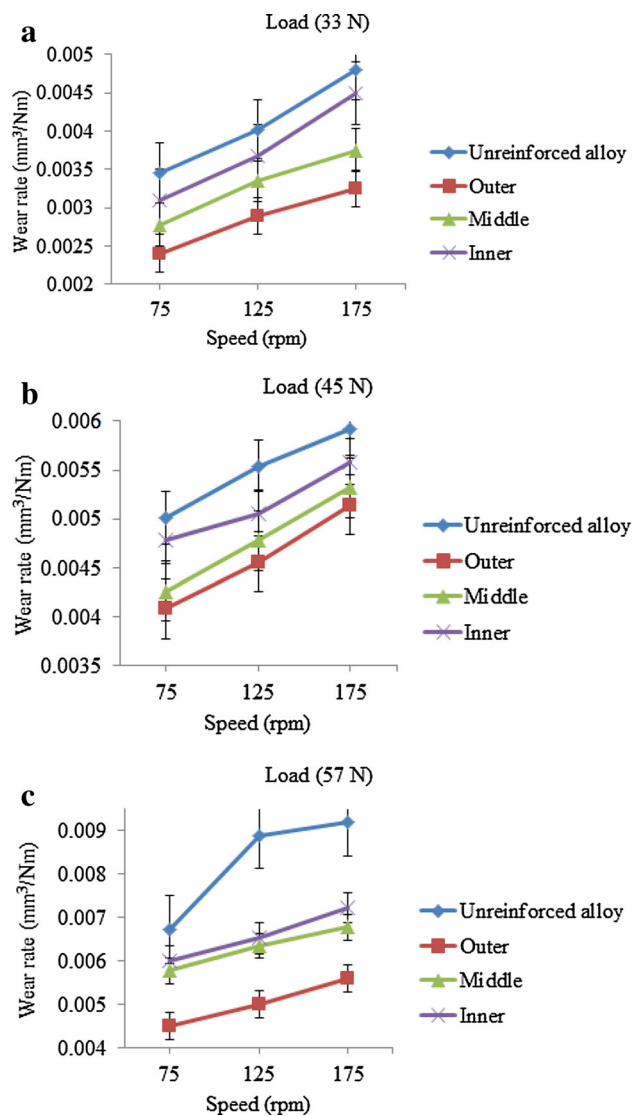 a
Load (33 N)
Wear rate (mm³/Nm)
0.005
0.0045
0.004
0.0035
0.003
0.0025
0.002
75 125 175
Speed (rpm)
Unreinforced alloy
Outer
Middle
Inner
b
Load (45 N)
Wear rate (mm³/Nm)
0.006
0.0055
0.005
0.0045
0.004
0.0035
75 125 175
Speed (rpm)
Unreinforced alloy
Outer
Middle
Inner
c
Load (57 N)
Wear rate (mm³/Nm)
0.009
0.008
0.007
0.006
0.005
0.004
75 125 175
Speed (rpm)
Unreinforced alloy
Outer
Middle
Inner